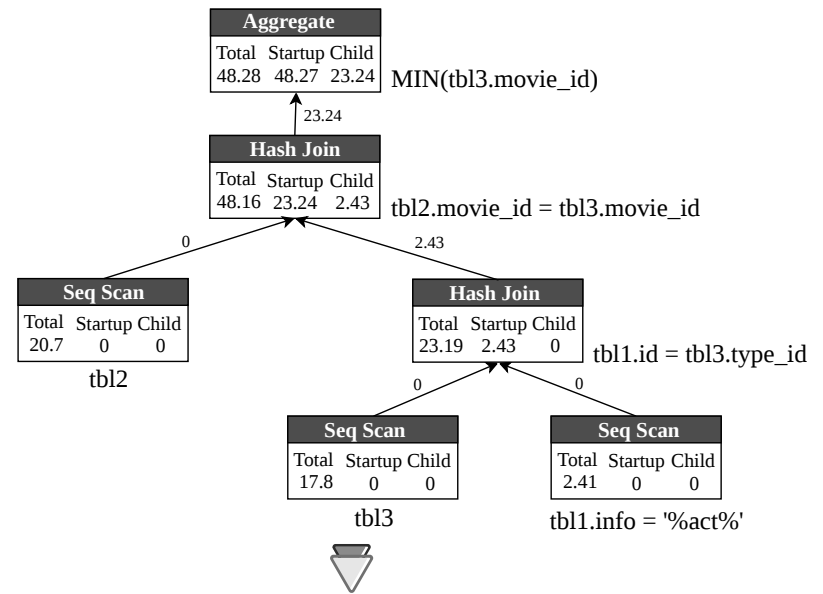 Aggregate
Total Startup Child
48.28 48.27 23.24
MIN(tbl3.movie_id)
23.24
Hash Join
Total Startup Child
48.16 23.24 2.43
tbl2.movie_id = tbl3.movie_id
0
2.43
Seq Scan
Total Startup Child
20.7 0 0
tbl2
Hash Join
Total Startup Child
23.19 2.43 0
tbl1.id = tbl3.type_id
0
0
Seq Scan
Total Startup Child
17.8 0 0
tbl3
Seq Scan
Total Startup Child
2.41 0 0
tbl1.info = '%act%'